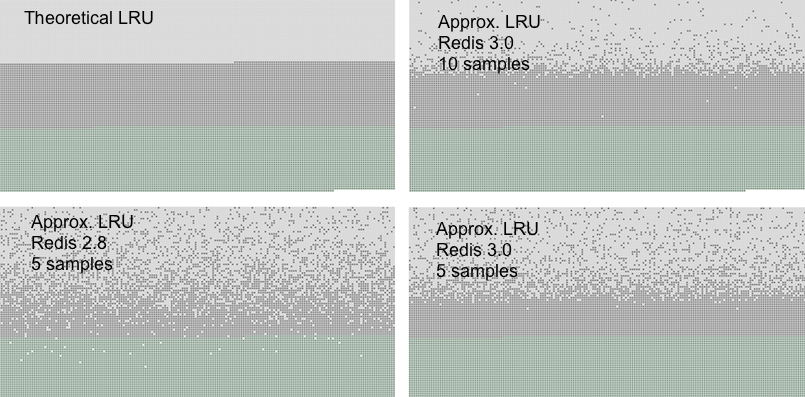 Theoretical LRU
Approx. LRU
Redis 3.0
10 samples
Approx. LRU
Redis 2.8
5 samples
Approx. LRU
Redis 3.0
5 samples